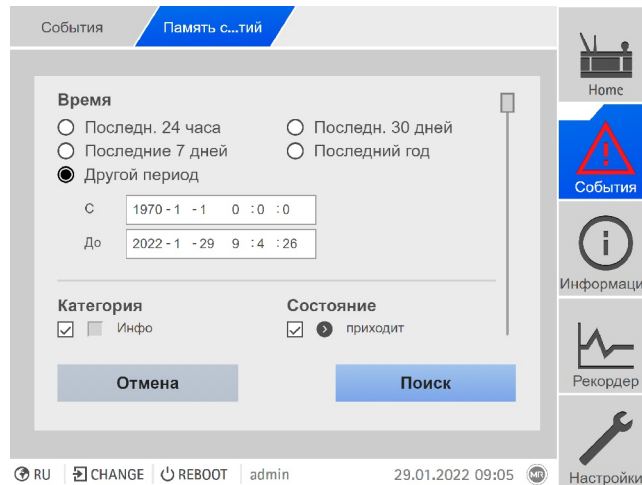 События
Память с...тий
Время
Последн. 24 часа
Последн. 30 дней
Последние 7 дней
Последний год
Другой период
С
1970 - 1 - 1 0 : 0 : 0
До
2022 - 1 - 29 9 : 4 : 26
Категория
Состояние
Инфо
приходит
Отмена
Поиск
Home
События
Информаци
Рекордер
Настройки
RU
CHANGE
REBOOT
admin
29.01.2022 09:05
MR